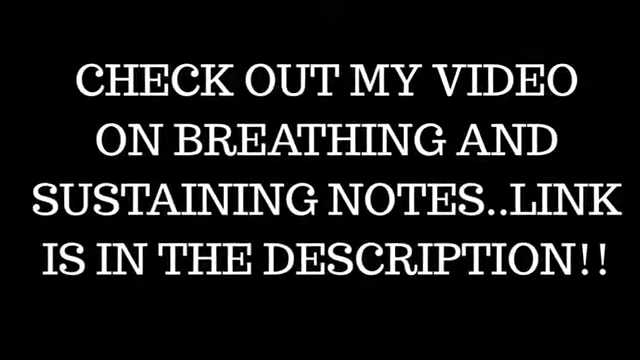 CHECK OUT MY VIDEO
ON BREATHING AND
SUSTAINING NOTES..LINK
IS IN THE DESCRIPTION!!